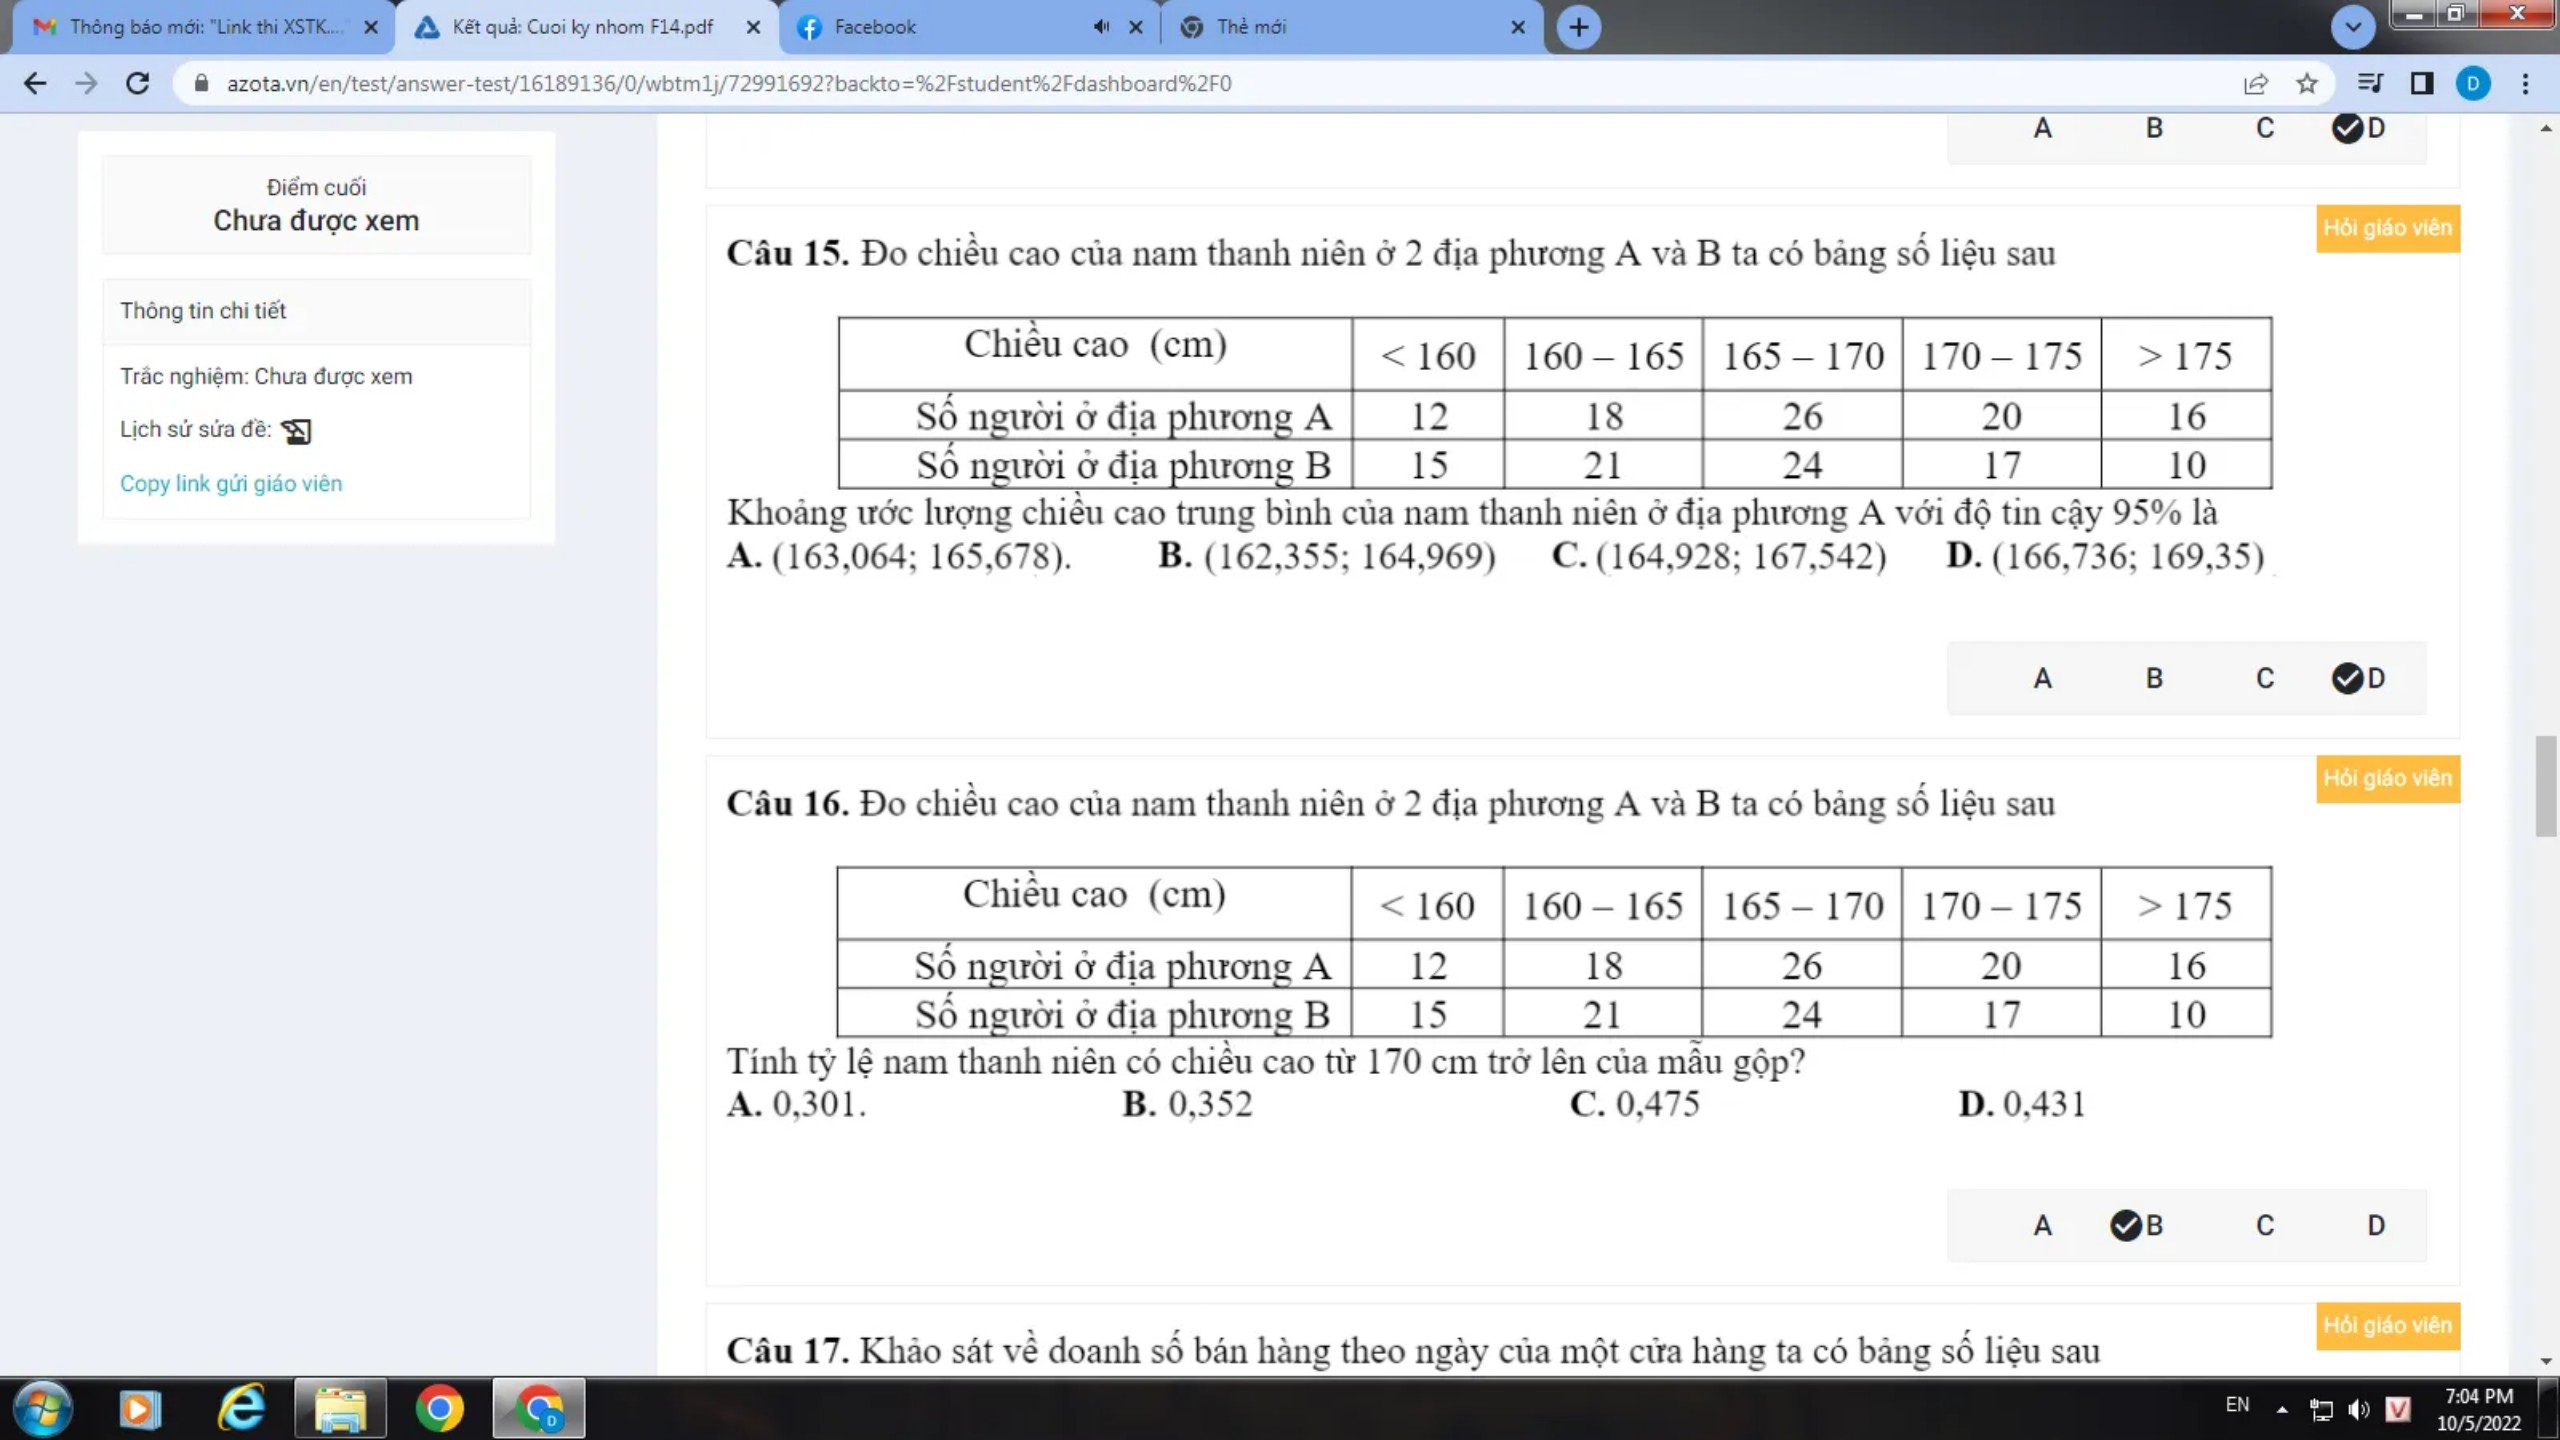 Thông báo mới: "Link thi XSTK...
Kết quả: Cuoi ky nhom F14.pdf
Facebook
Thẻ mới
azota.vn/en/test/answer-test/16189136/0/wbtm1j/72991692?backto=%2Fstudent%2Fdashboard%2F0
D
A B C D
Điểm cuối
Chưa được xem
Thông tin chi tiết
Trắc nghiệm: Chưa được xem
Lịch sử sửa đề:
Copy link gửi giáo viên
Hỏi giáo viên
Câu 15. Đo chiều cao của nam thanh niên ở 2 địa phương A và B ta có bảng số liệu sau
Chiều cao (cm) < 160 160 – 165 165 – 170 170 – 175 > 175
Số người ở địa phương A 12 18 26 20 16
Số người ở địa phương B 15 21 24 17 10
Khoảng ước lượng chiều cao trung bình của nam thanh niên ở địa phương A với độ tin cậy 95% là
A. (163,064; 165,678). B. (162,355; 164,969) C. (164,928; 167,542) D. (166,736; 169,35)
A B C D
Hỏi giáo viên
Câu 16. Đo chiều cao của nam thanh niên ở 2 địa phương A và B ta có bảng số liệu sau
Chiều cao (cm) < 160 160 – 165 165 – 170 170 – 175 > 175
Số người ở địa phương A 12 18 26 20 16
Số người ở địa phương B 15 21 24 17 10
Tính tỷ lệ nam thanh niên có chiều cao từ 170 cm trở lên của mẫu gộp?
A. 0,301. B. 0,352 C. 0,475 D. 0,431
A B C D
Hỏi giáo viên
Câu 17. Khảo sát về doanh số bán hàng theo ngày của một cửa hàng ta có bảng số liệu sau
D
EN
V
7:04 PM
10/5/2022